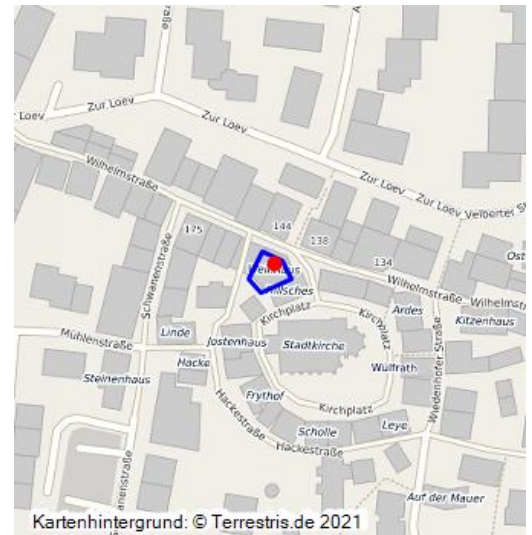 Zur Loev
Loev
Zur Loev
Zur Loev
Zur Loev
Velberter St
Wilhelmstraße
144
138
175
134
Ost
Schwanenstraße
Wilhelmstraße
Wilhelmst
Kirchplatz
Kirchplatz
Ardes
Kitzenhaus
Linde
Mühlenstraße
Jostenhaus
Stadtkirche
Hacke
Wülfrath
Wiedenhofer Straße
Steinenhaus
Frythof
Kirchplatz
Scholle
Leye
Hackestraße
Hackestraße
wanenstraße
Auf der Mauer
Kartenhintergrund: © Terrestris.de 2021